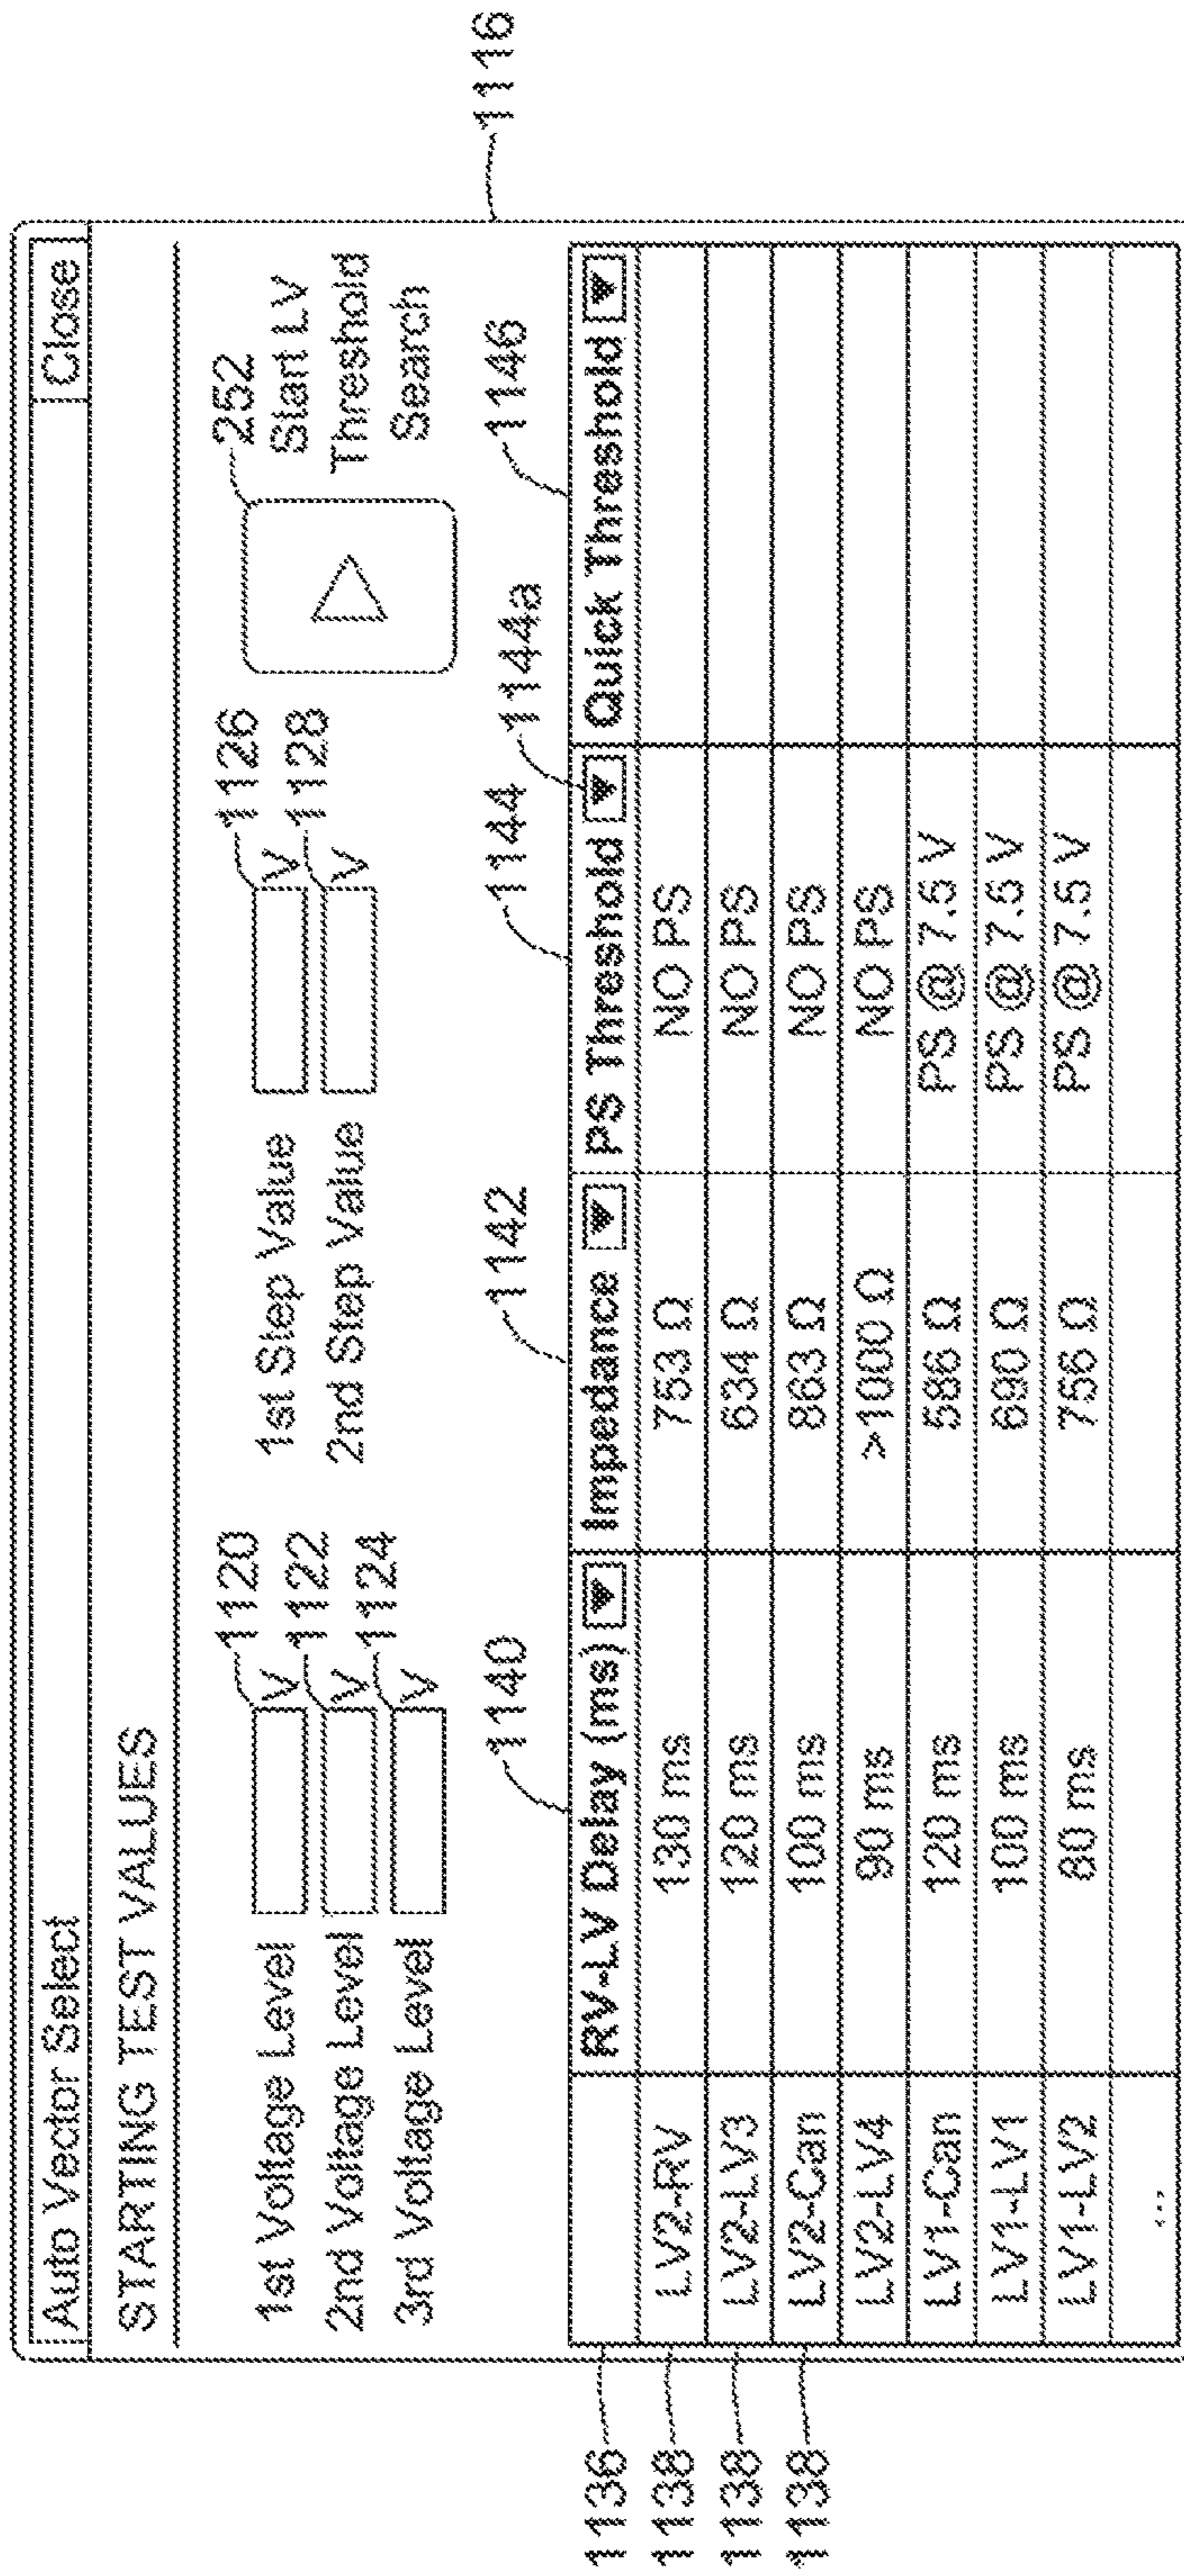 Auto Vector Select Close
STARTING TEST VALUES
1st Voltage Level V 1120
2nd Voltage Level V 1122
3rd Voltage Level V 1124
1st Step Value V 1126
2nd Step Value V 1128
252
Start LV
Threshold
Search
1116
1140 1142 1144 1144a 1146
1136 RV-LV Delay (ms) Impedance PS Threshold Quick Threshold
1138 LV2-RV 130 ms 753 Ω NO PS
1138 LV2-LV3 120 ms 634 Ω NO PS
1138 LV2-Can 100 ms 863 Ω NO PS
LV2-LV4 90 ms >1000 Ω NO PS
LV1-Can 120 ms 586 Ω PS @ 7.5 V
LV1-LV1 100 ms 690 Ω PS @ 7.5 V
LV1-LV2 80 ms 756 Ω PS @ 7.5 V
...